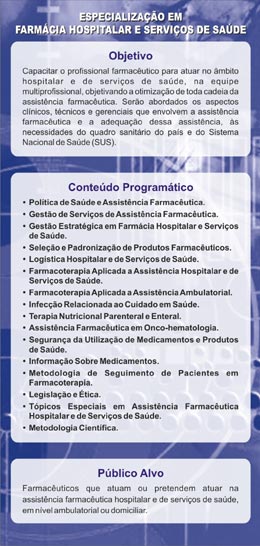 ESPECIALIZAÇÃO EM
FARMÁCIA HOSPITALAR E SERVIÇOS DE SAÚDE
Objetivo
Capacitar o profissional farmacêutico para atuar no âmbito
hospitalar e de serviços de saúde, na equipe
multiprofissional, objetivando a otimização de toda cadeia da
assistência farmacêutica. Serão abordados os aspectos
clínicos, técnicos e gerenciais que envolvem a assistência
farmacêutica e a adequação dessa assistência, às
necessidades do quadro sanitário do país e do Sistema
Nacional de Saúde (SUS).
Conteúdo Programático
• Política de Saúde e Assistência Farmacêutica.
• Gestão de Serviços de Assistência Farmacêutica.
• Gestão Estratégica em Farmácia Hospitalar e Serviços
de Saúde.
• Seleção e Padronização de Produtos Farmacêuticos.
• Logística Hospitalar e de Serviços de Saúde.
• Farmacoterapia Aplicada a Assistência Hospitalar e de
Serviços de Saúde.
• Farmacoterapia Aplicada a Assistência Ambulatorial.
• Infecção Relacionada ao Cuidado em Saúde.
• Terapia Nutricional Parenteral e Enteral.
• Assistência Farmacêutica em Onco-hematologia.
• Segurança da Utilização de Medicamentos e Produtos
de Saúde.
• Informação Sobre Medicamentos.
• Metodologia de Seguimento de Pacientes em
Farmacoterapia.
• Legislação e Ética.
• Tópicos Especiais em Assistência Farmacêutica
Hospitalar e de Serviços de Saúde.
• Metodologia Científica.
Público Alvo
Farmacêuticos que atuam ou pretendem atuar na
assistência farmacêutica hospitalar e de serviços de saúde,
em nível ambulatorial ou domiciliar.